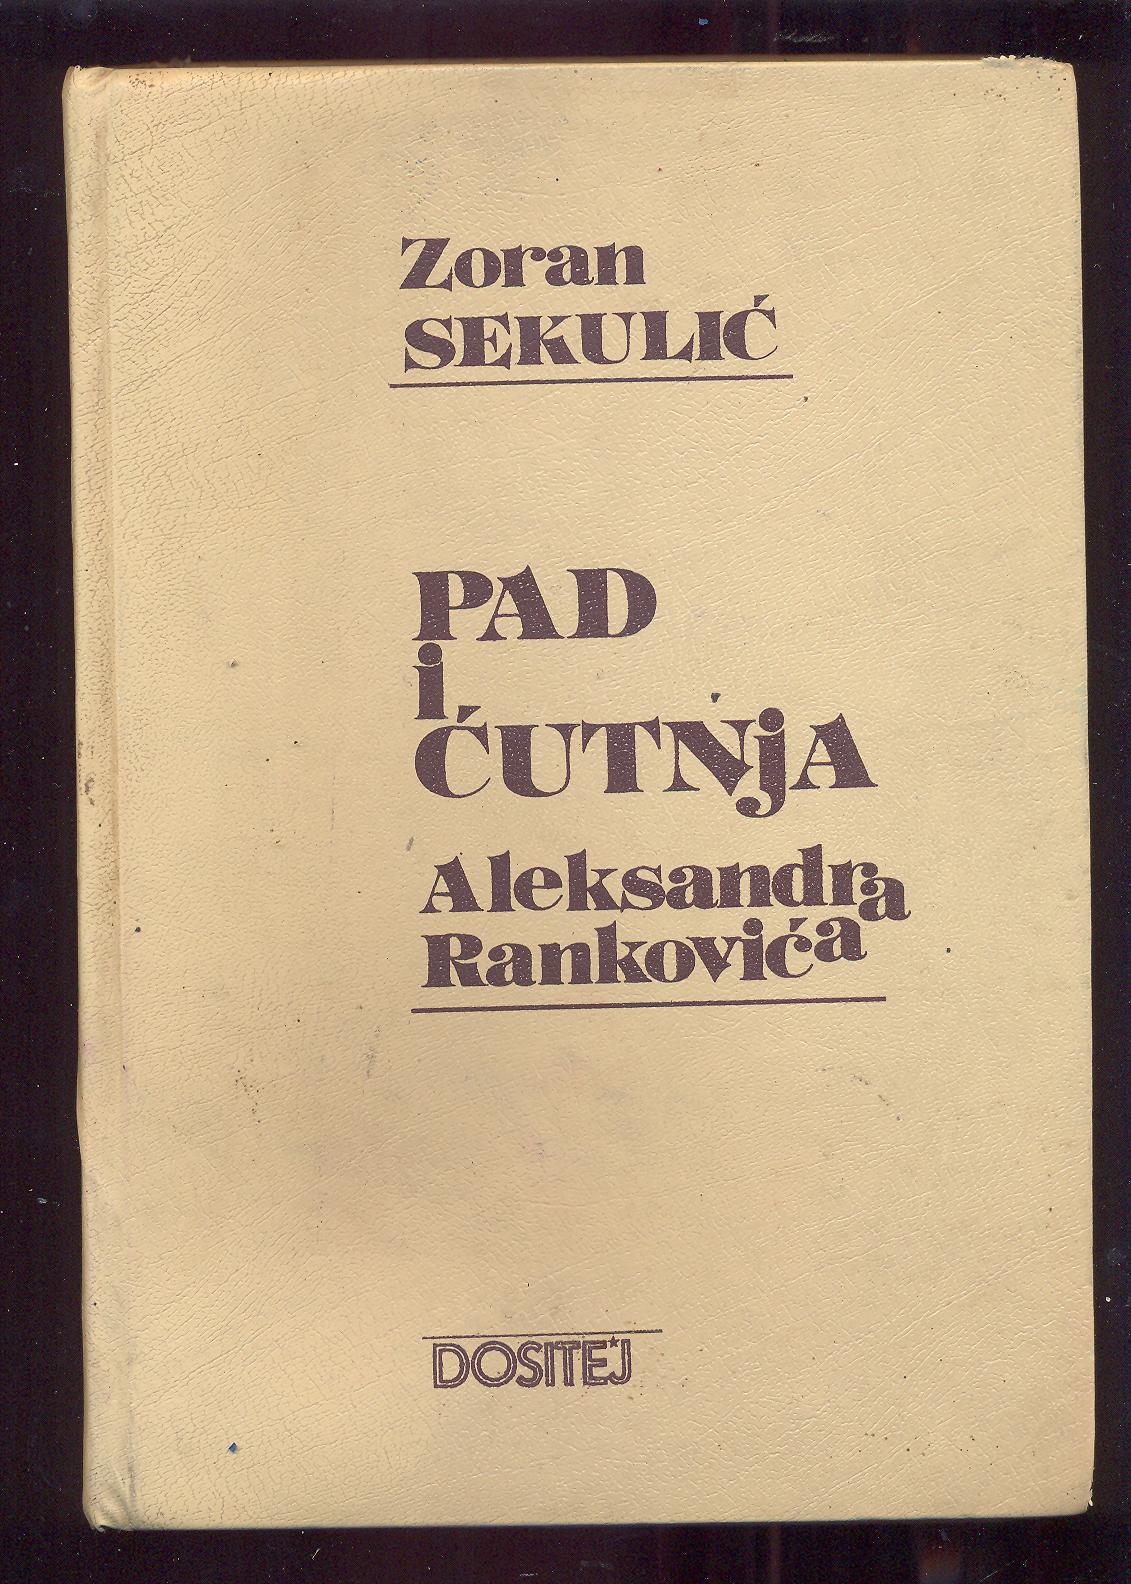 Zoran
SEKULIĆ
PAD
i
ĆUTNjA
Aleksandra
Rankovića
DOSITEJ